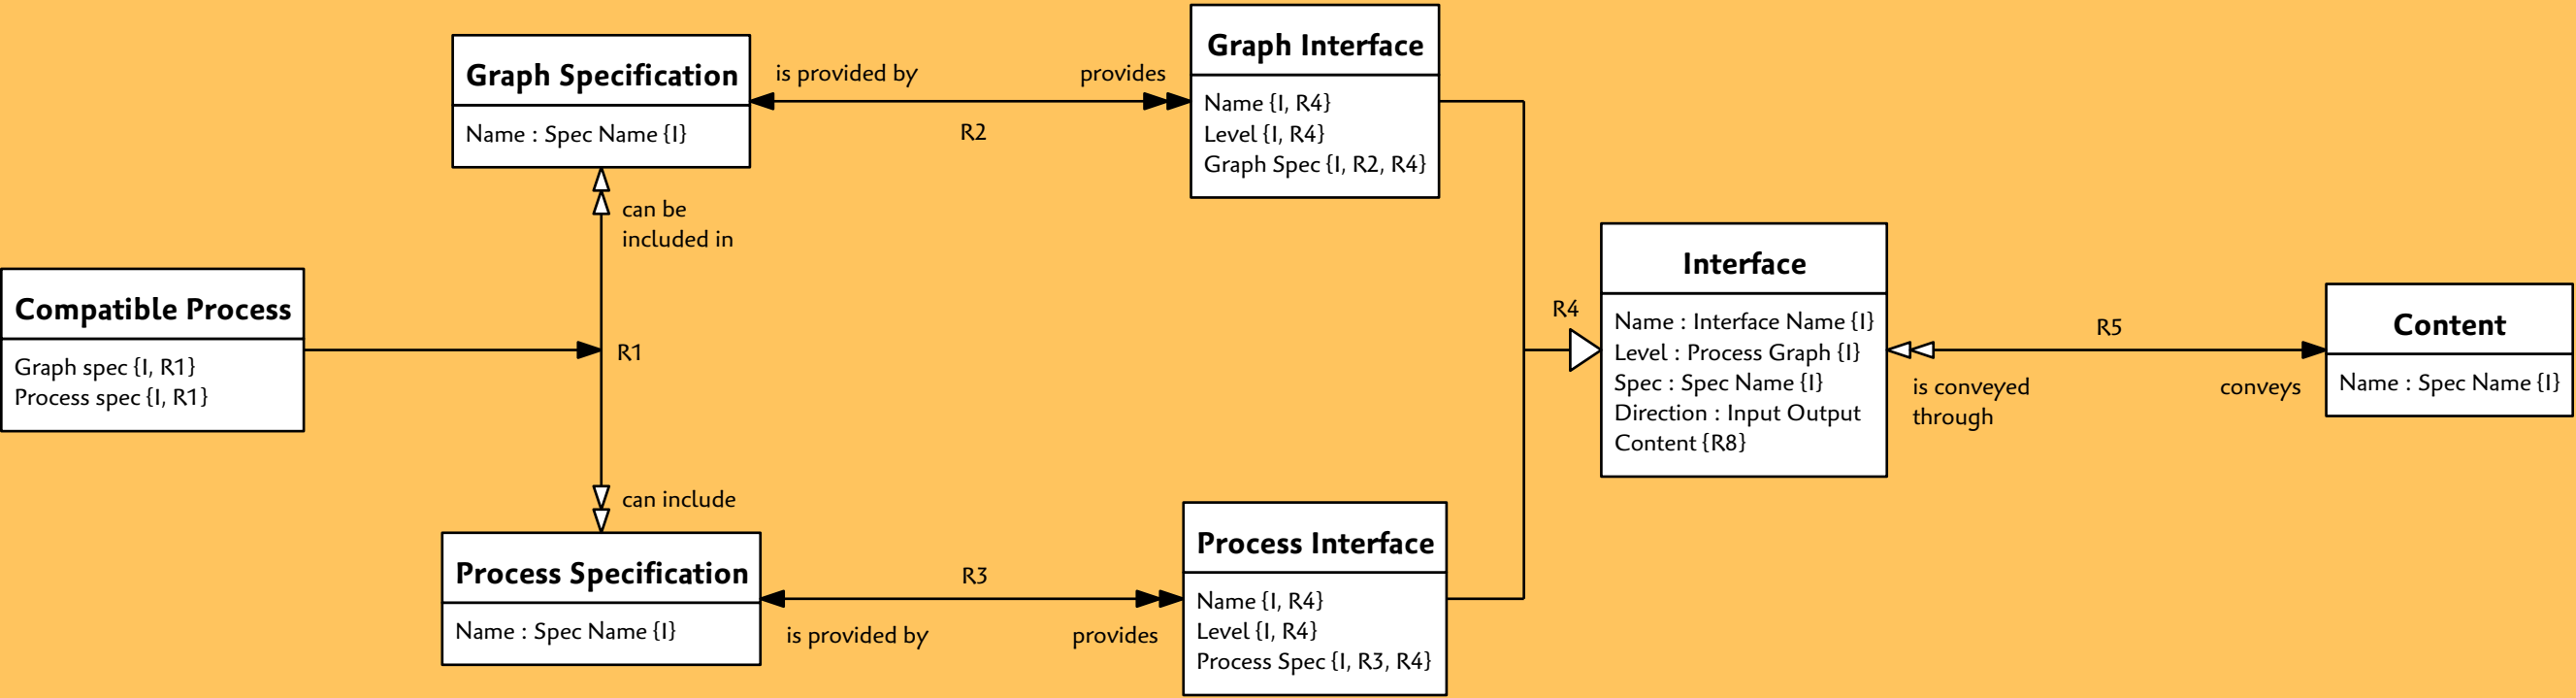 Graph Specification
Name : Spec Name {I}
is provided by
provides
R2
Graph Interface
Name {I, R4}
Level {I, R4}
Graph Spec {I, R2, R4}
can be
included in
Compatible Process
Graph spec {I, R1}
Process spec {I, R1}
R1
can include
Process Specification
Name : Spec Name {I}
R3
is provided by
provides
Process Interface
Name {I, R4}
Level {I, R4}
Process Spec {I, R3, R4}
R4
Interface
Name : Interface Name {I}
Level : Process Graph {I}
Spec : Spec Name {I}
Direction : Input Output
Content {R8}
R5
is conveyed
through
conveys
Content
Name : Spec Name {I}